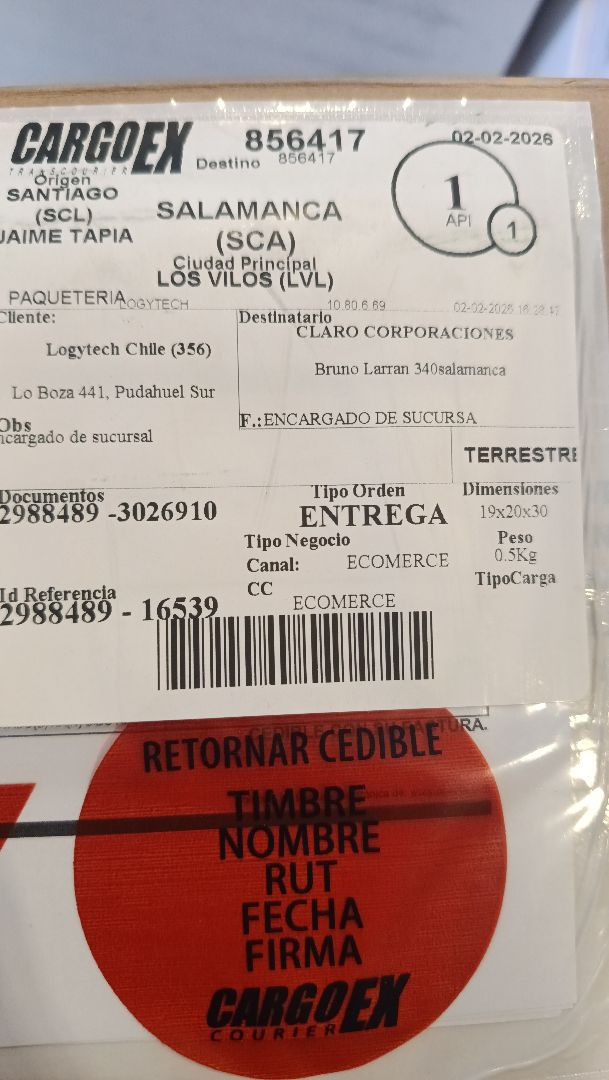 CARGOEX
TRANSCOURIER
856417
Destino 856417
02-02-2026
Origen
SANTIAGO
(SCL)
JAIME TAPIA
SALAMANCA
(SCA)
Ciudad Principal
LOS VILOS (LVL)
1
API
1
PAQUETERIA LOGYTECH
10.80.6.69
02-02-2026
Cliente:
Logytech Chile (356)
Lo Boza 441, Pudahuel Sur
Destinatario
CLARO CORPORACIONES
Bruno Larran 340salamanca
F.:ENCARGADO DE SUCURSA
Obs
ncargado de sucursal
TERRESTRE
Documentos
2988489 -3026910
Tipo Orden
ENTREGA
Dimensiones
19x20x30
Tipo Negocio
Canal: ECOMERCE
CC
ECOMERCE
Peso
0.5Kg
TipoCarga
Id Referencia
2988489 - 16539
RETORNAR CEDIBLE
TIMBRE
NOMBRE
RUT
FECHA
FIRMA
CARGOEX
COURIER